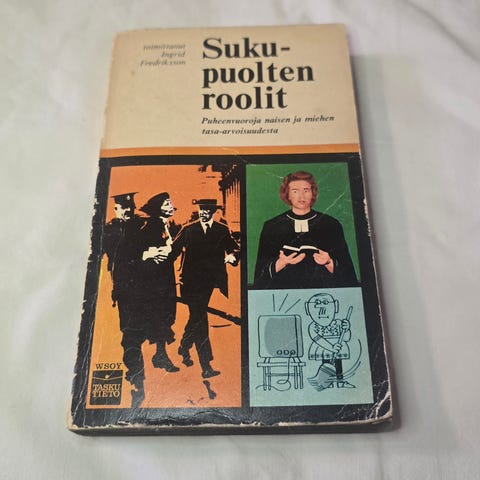 toimittanut
Ingrid
Fredriksson
Suku-
puolten
roolit
Puheenvuoroja naisen ja miehen
tasa-arvoisuudesta
WSOY
TASKU
TIETO